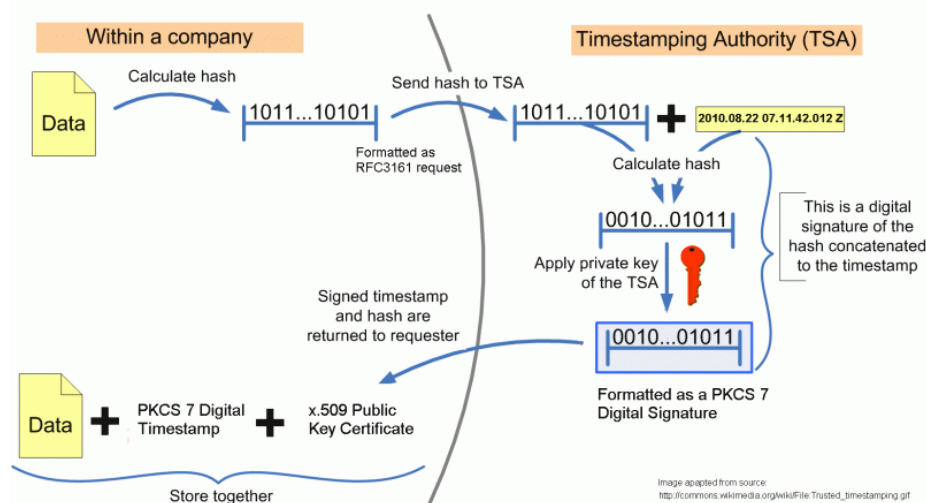 Within a company
Timestamping Authority (TSA)
Data
Calculate hash
1011...10101
Formatted as
RFC3161 request
Send hash to TSA
1011...10101
2010.08.22 07.11.42.012 Z
Calculate hash
0010...01011
Apply private key
of the TSA
This is a digital
signature of the
hash concatenated
to the timestamp
0010...01011
Formatted as a PKCS 7
Digital Signature
Signed timestamp
and hash are
returned to requester
Data
PKCS 7 Digital
Timestamp
x.509 Public
Key Certificate
Store together
Image apapted from source:
http://commons.wikimedia.org/wiki/File:Trusted_timestamping.gif